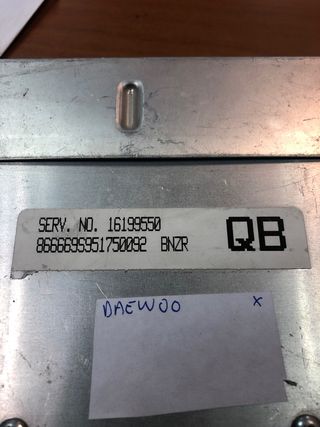 SERV. NO. 16199550
QB
8666695951750092 BNZR
DAEWOO X